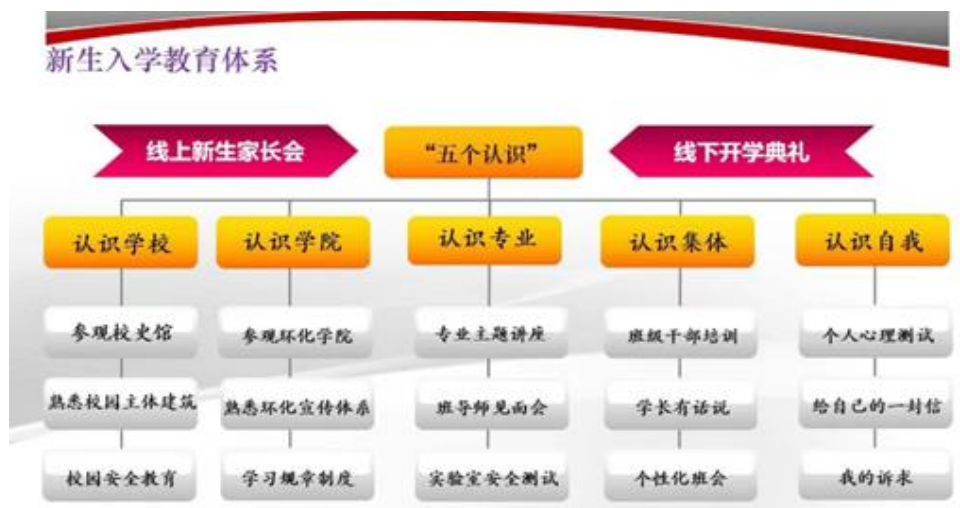 新生入学教育体系
线上新生家长会
“五个认识”
线下开学典礼
认识学校
认识学院
认识专业
认识集体
认识自我
参观校史馆
参观环化学院
专业主题讲座
班级干部培训
个人心理测试
熟悉校园主体建筑
熟悉环化宣传体系
班导师见面会
学长有话说
给自己的一封信
校园安全教育
学习规章制度
实验室安全测试
个性化班会
我的诉求